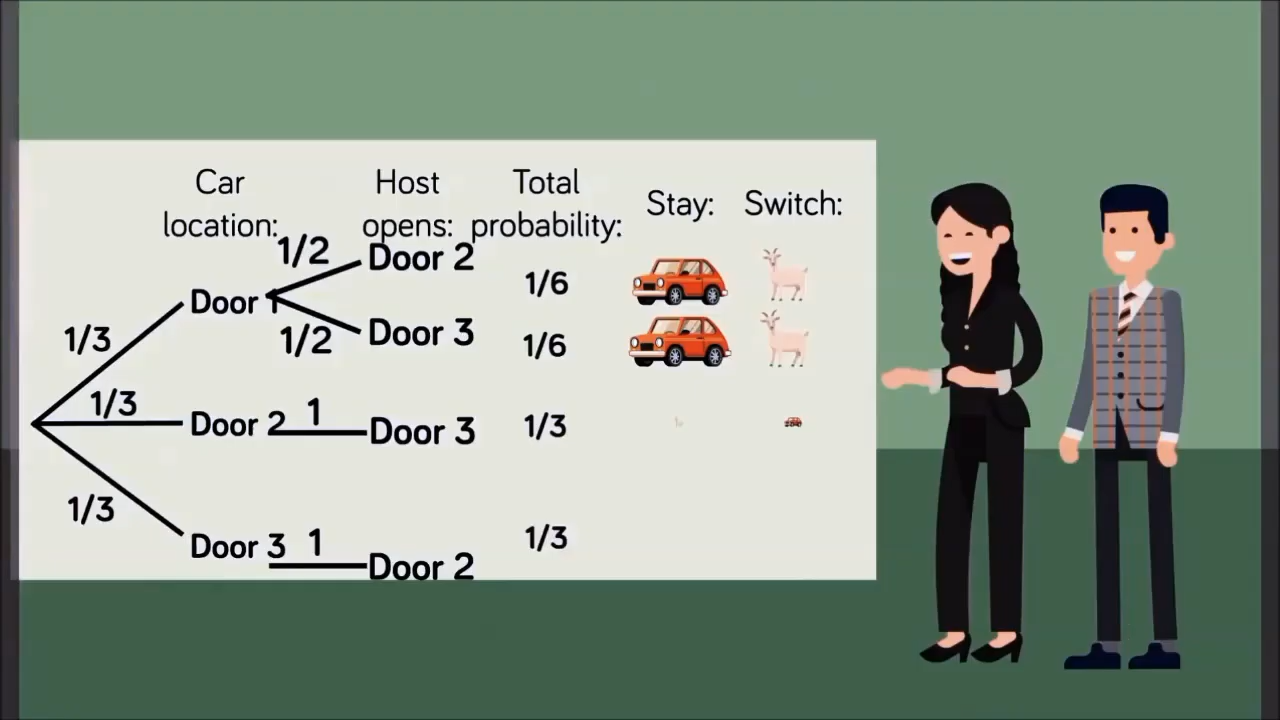 Car
location:
Host
opens:
Total
probability:
Stay:
Switch:
1/3
Door 1
1/2
Door 2
1/6
1/2
Door 3
1/6
1/3
Door 2
1
Door 3
1/3
1/3
Door 3
1
Door 2
1/3